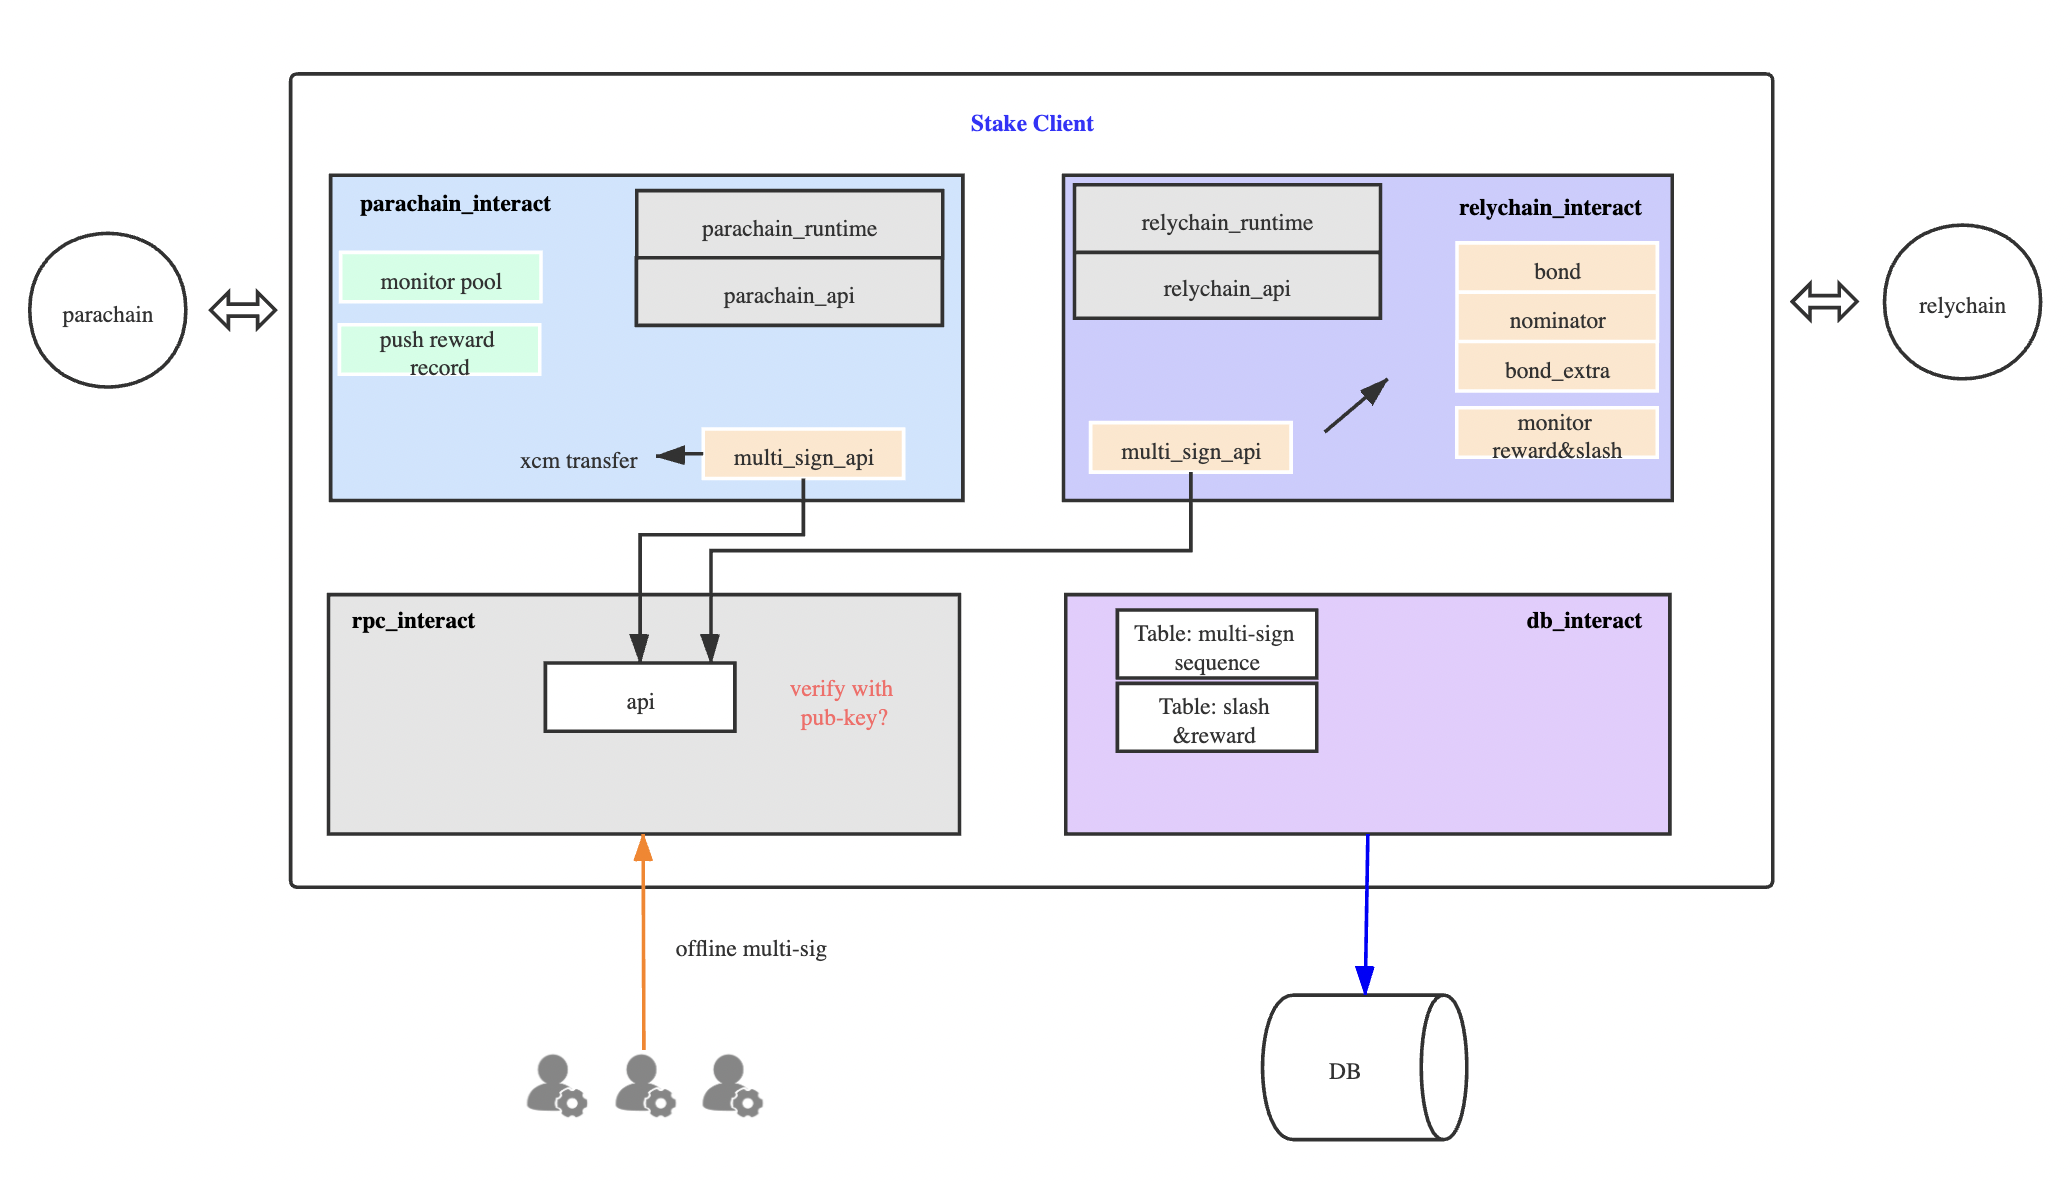 Stake Client
parachain_interact
parachain_runtime
parachain_api
monitor pool
push reward
record
xcm transfer
multi_sign_api
relychain_runtime
relychain_api
relychain_interact
bond
nominator
bond_extra
monitor
reward&slash
multi_sign_api
parachain
relychain
rpc_interact
api
verify with
pub-key?
db_interact
Table: multi-sign
sequence
Table: slash
&reward
offline multi-sig
DB